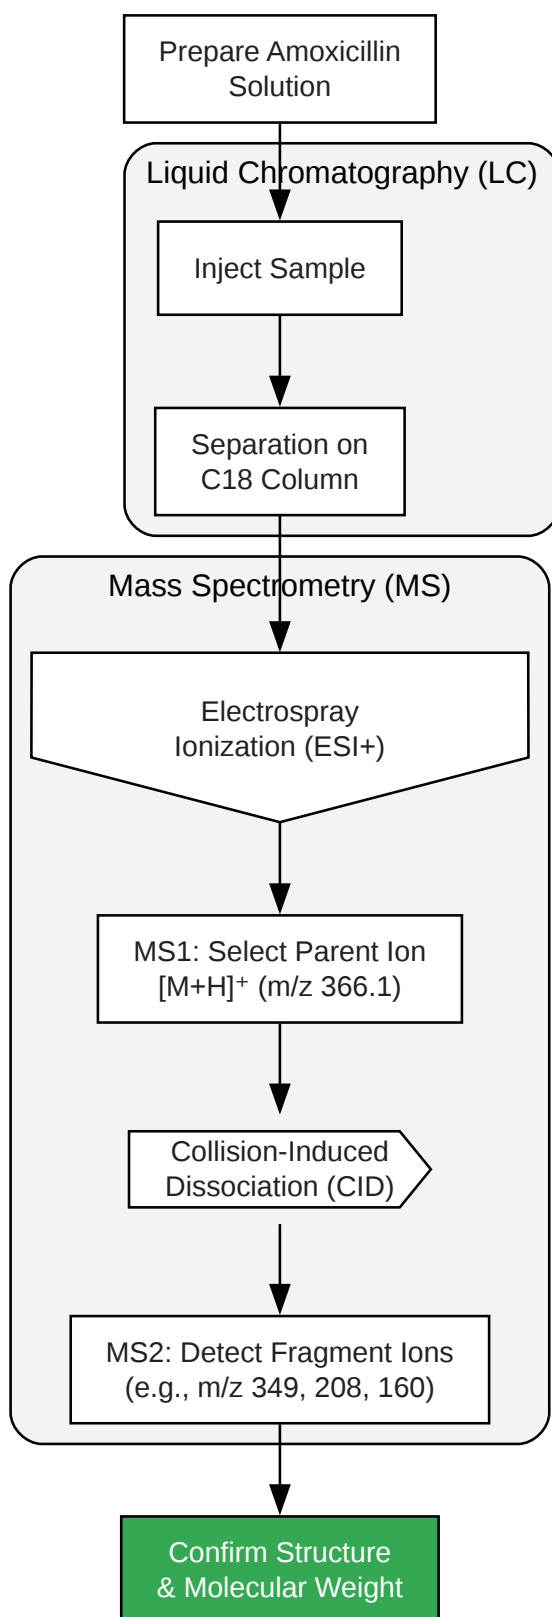 Prepare Amoxicillin
Solution
Liquid Chromatography (LC)
Inject Sample
Separation on
C18 Column
Mass Spectrometry (MS)
Electrospray
Ionization (ESI+)
MS1: Select Parent Ion
[M+H]⁺ (m/z 366.1)
Collision-Induced
Dissociation (CID)
MS2: Detect Fragment Ions
(e.g., m/z 349, 208, 160)
Confirm Structure
& Molecular Weight